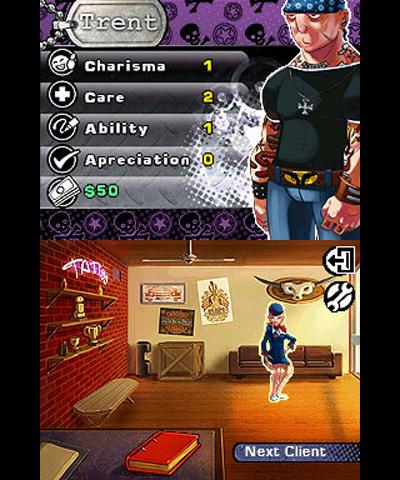 Trent
Charisma 1
Care 2
Ability 1
Apreciation 0
$50
Tattoo
Next Client